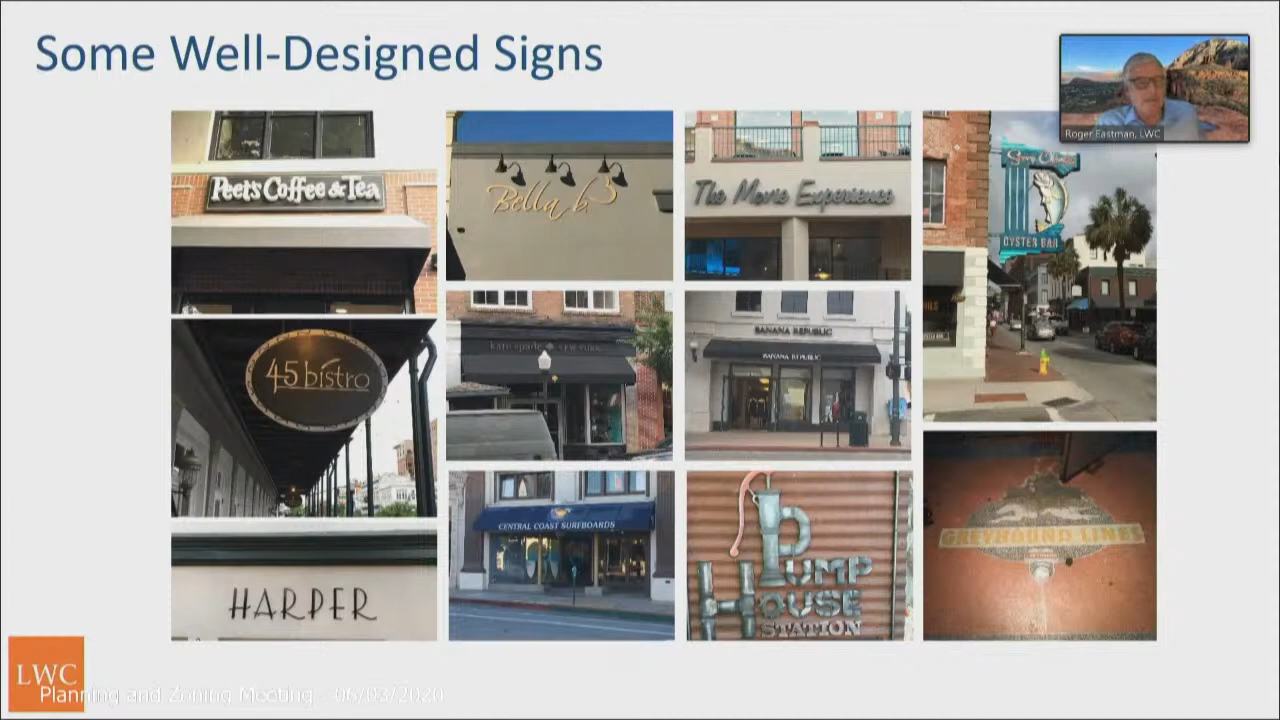 Some Well-Designed Signs
Roger Eastman, LWC
Peet's Coffee & Tea
45 bistro
HARPER
Bella b
kate spade NEW YORK
CENTRAL COAST SURFBOARDS
The Movie Experience
BANANA REPUBLIC
BANANA REPUBLIC
PUMP
HOUSE
STATION
OYSTER BAR
GREYHOUND LINES
LWC
Planning and Zoning Meeting - 06/03/2020